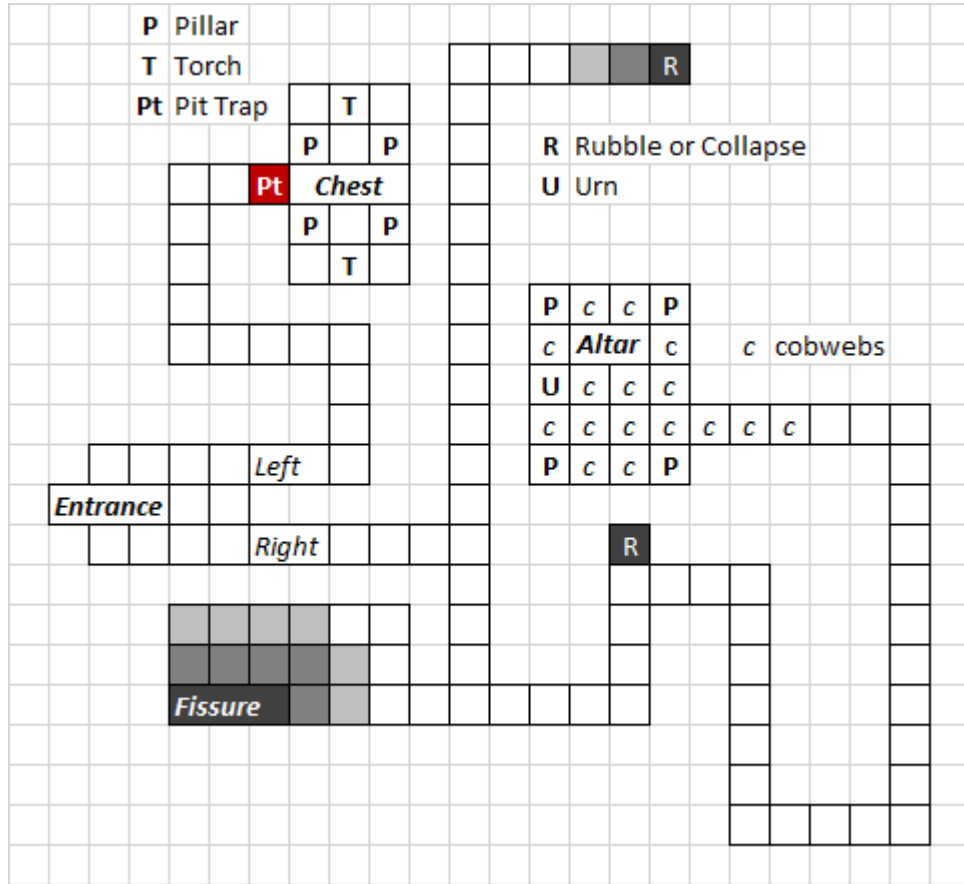 P Pillar
T Torch R
Pt Pit Trap T
P P R Rubble or Collapse
Pt Chest U Urn
P P
T
P c c P
c Altar c c cobwebs
U c c c
c c c c c c c
Left P c c P
Entrance
Right R
Fissure